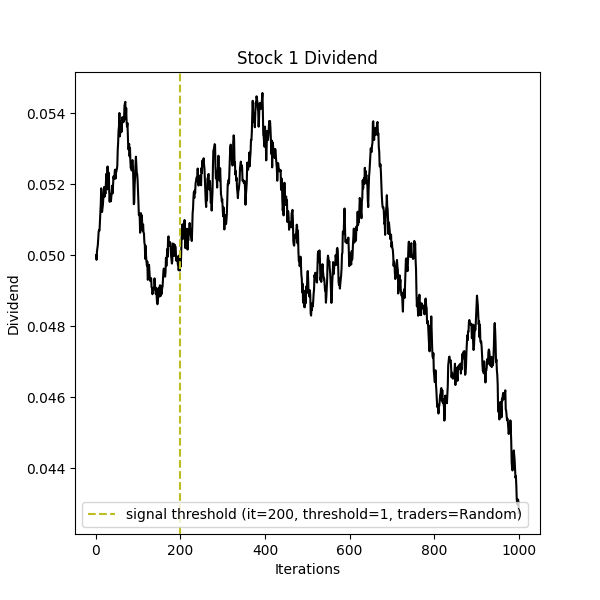 Stock 1 Dividend
Dividend
0.054
0.052
0.050
0.048
0.046
0.044
signal threshold (it=200, threshold=1, traders=Random)
0 200 400 600 800 1000
Iterations